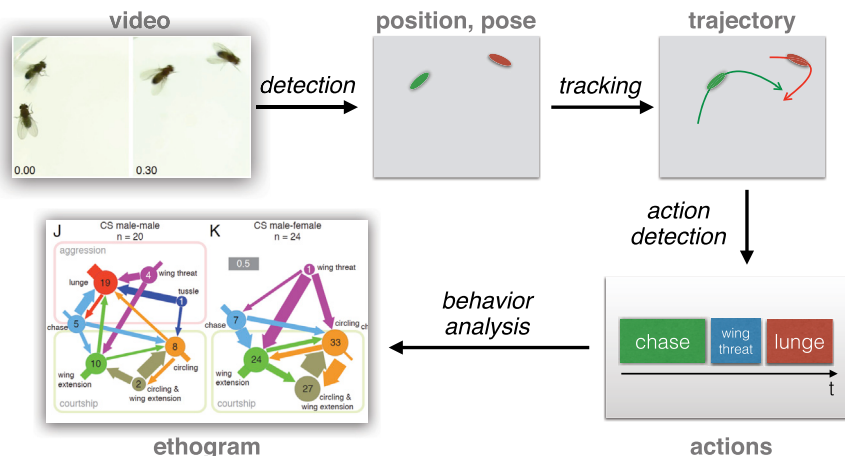 video
position, pose
trajectory
0.00
0.30
detection
tracking
action
detection
chase
wing
threat
lunge
t
actions
behavior
analysis
J
CS male-male
n = 20
aggression
lunge
19
4
wing threat
tussle
1
chase
5
8
circling
10
wing
extension
2
circling &
wing extension
courtship
K
CS male-female
n = 24
0.5
1
wing threat
chase
7
circling
ch
33
24
wing
extension
27
circling &
wing extension
courtship
ethogram